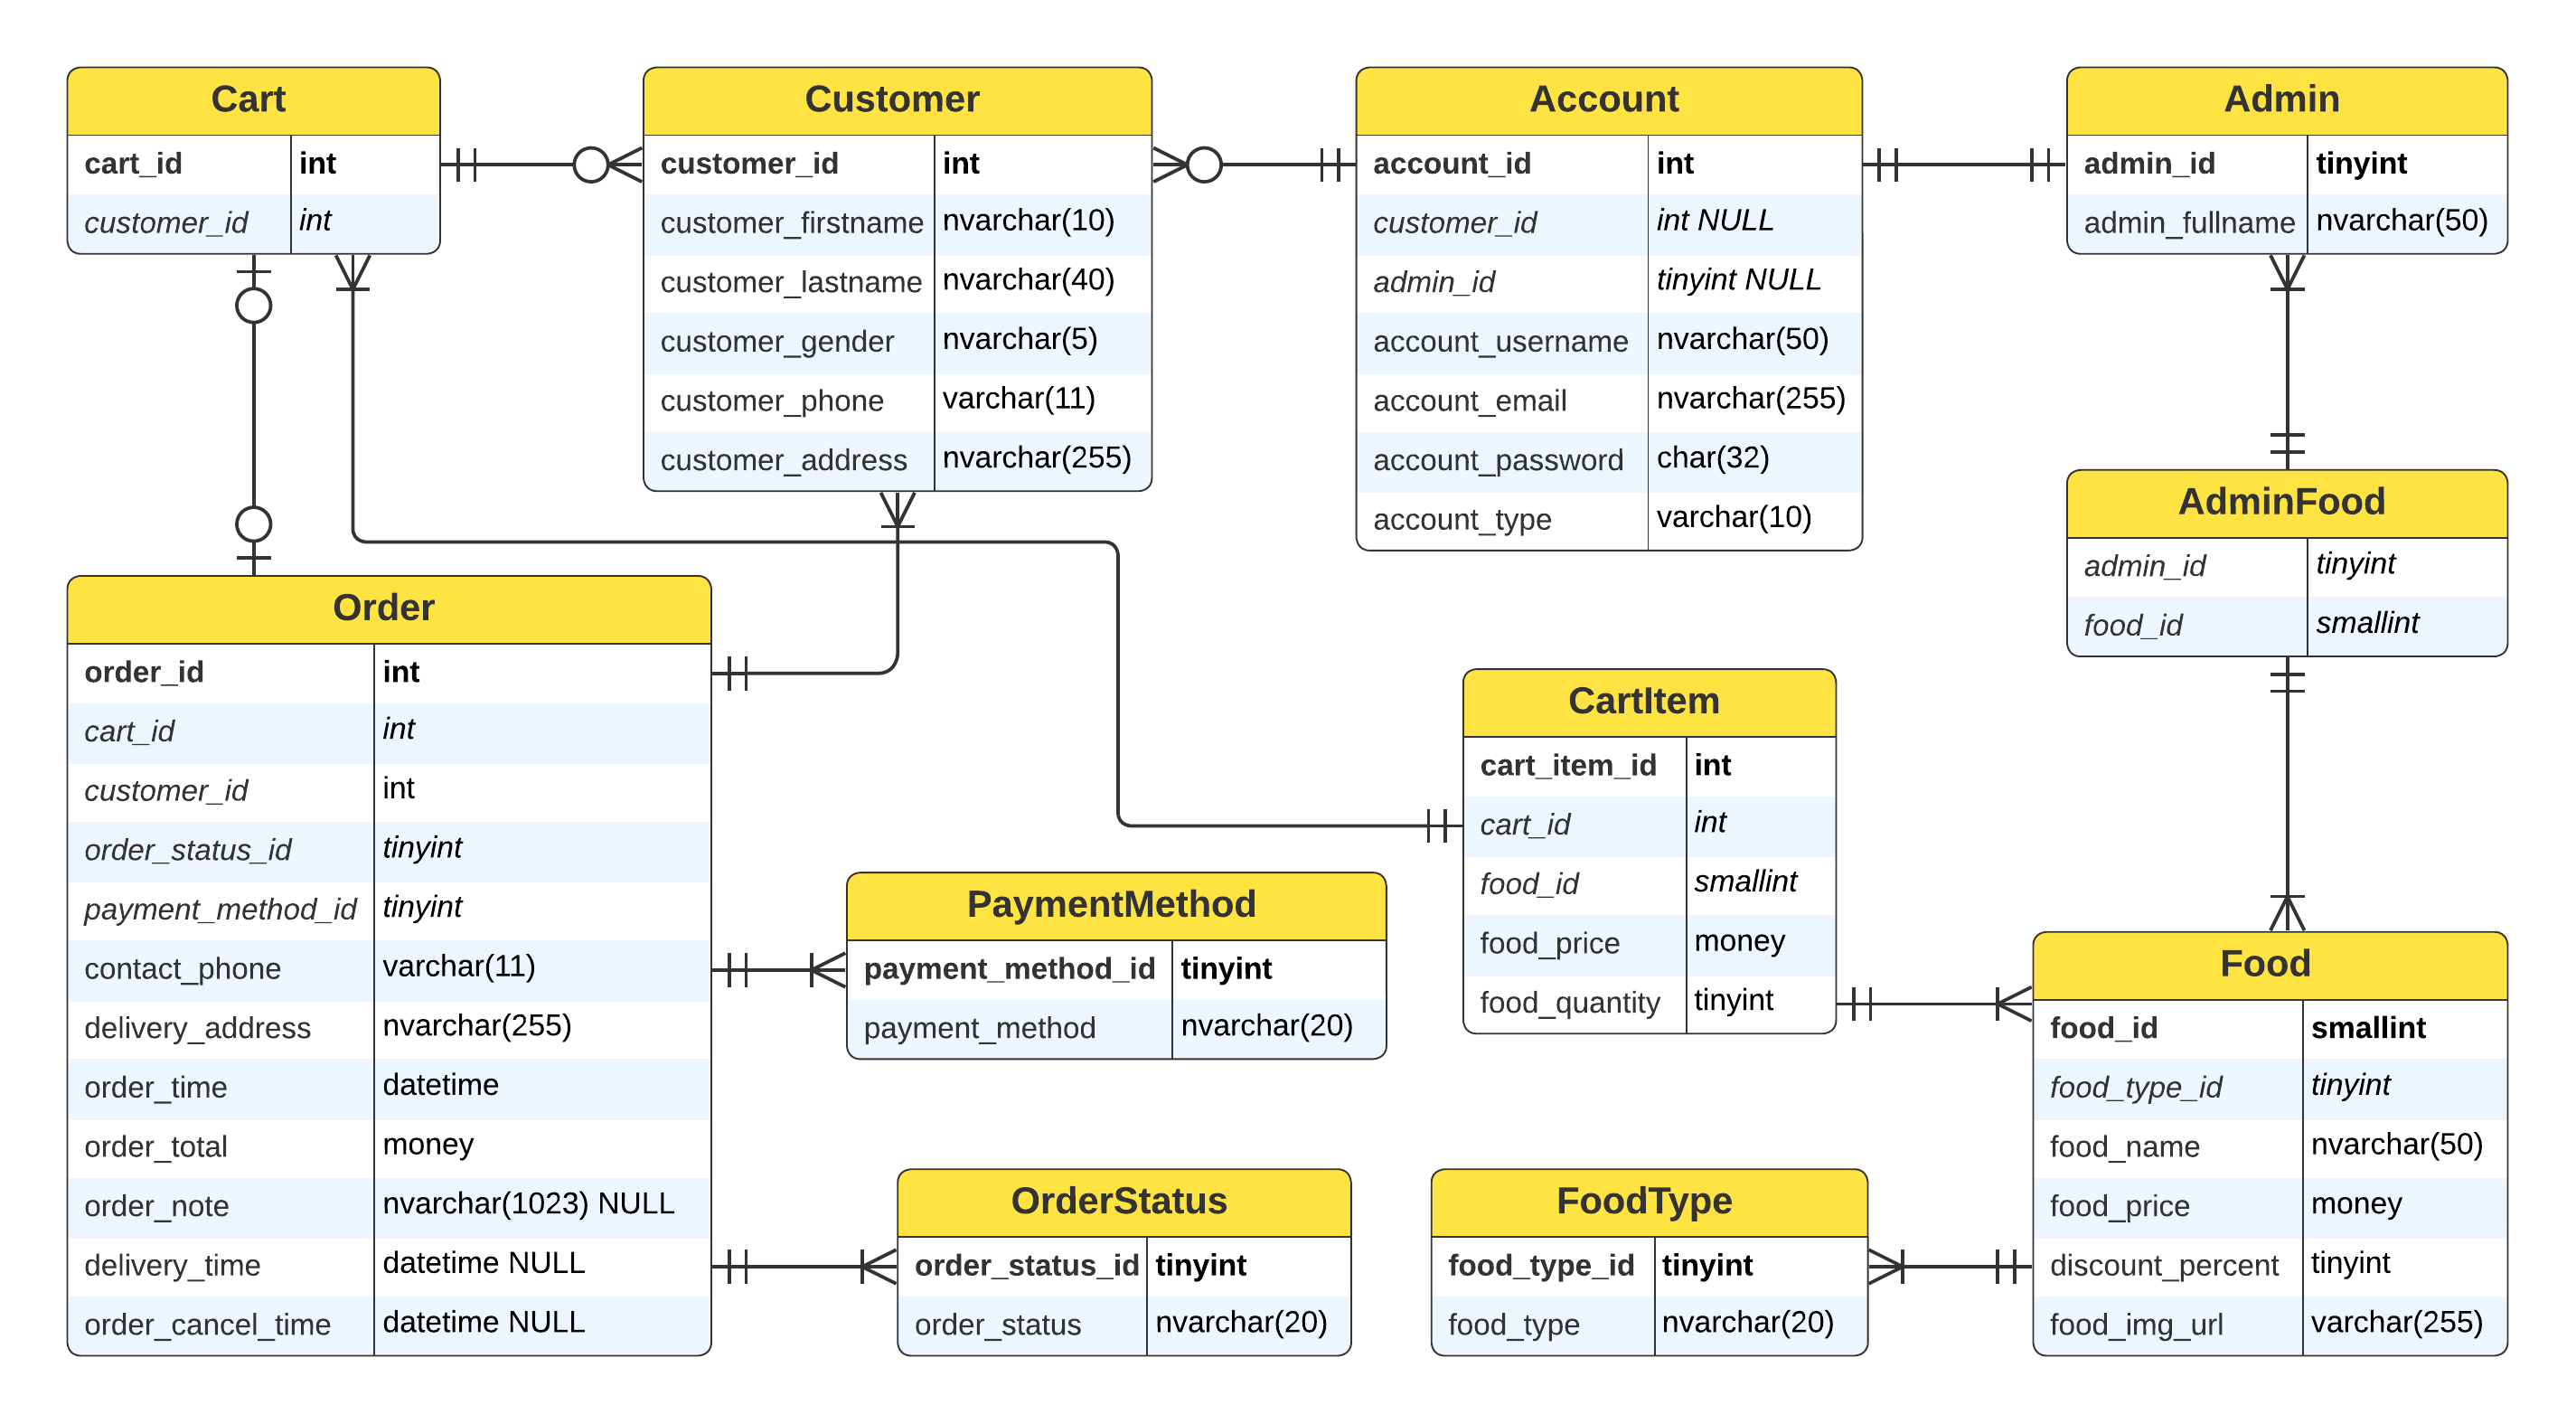 Cart
cart_id int
customer_id int
Customer
customer_id int
customer_firstname nvarchar(10)
customer_lastname nvarchar(40)
customer_gender nvarchar(5)
customer_phone varchar(11)
customer_address nvarchar(255)
Account
account_id int
customer_id int NULL
admin_id tinyint NULL
account_username nvarchar(50)
account_email nvarchar(255)
account_password char(32)
account_type varchar(10)
Admin
admin_id tinyint
admin_fullname nvarchar(50)
AdminFood
admin_id tinyint
food_id smallint
Order
order_id int
cart_id int
customer_id int
order_status_id tinyint
payment_method_id tinyint
contact_phone varchar(11)
delivery_address nvarchar(255)
order_time datetime
order_total money
order_note nvarchar(1023) NULL
delivery_time datetime NULL
order_cancel_time datetime NULL
CartItem
cart_item_id int
cart_id int
food_id smallint
food_price money
food_quantity tinyint
PaymentMethod
payment_method_id tinyint
payment_method nvarchar(20)
Food
food_id smallint
food_type_id tinyint
food_name nvarchar(50)
food_price money
discount_percent tinyint
food_img_url varchar(255)
OrderStatus
order_status_id tinyint
order_status nvarchar(20)
FoodType
food_type_id tinyint
food_type nvarchar(20)